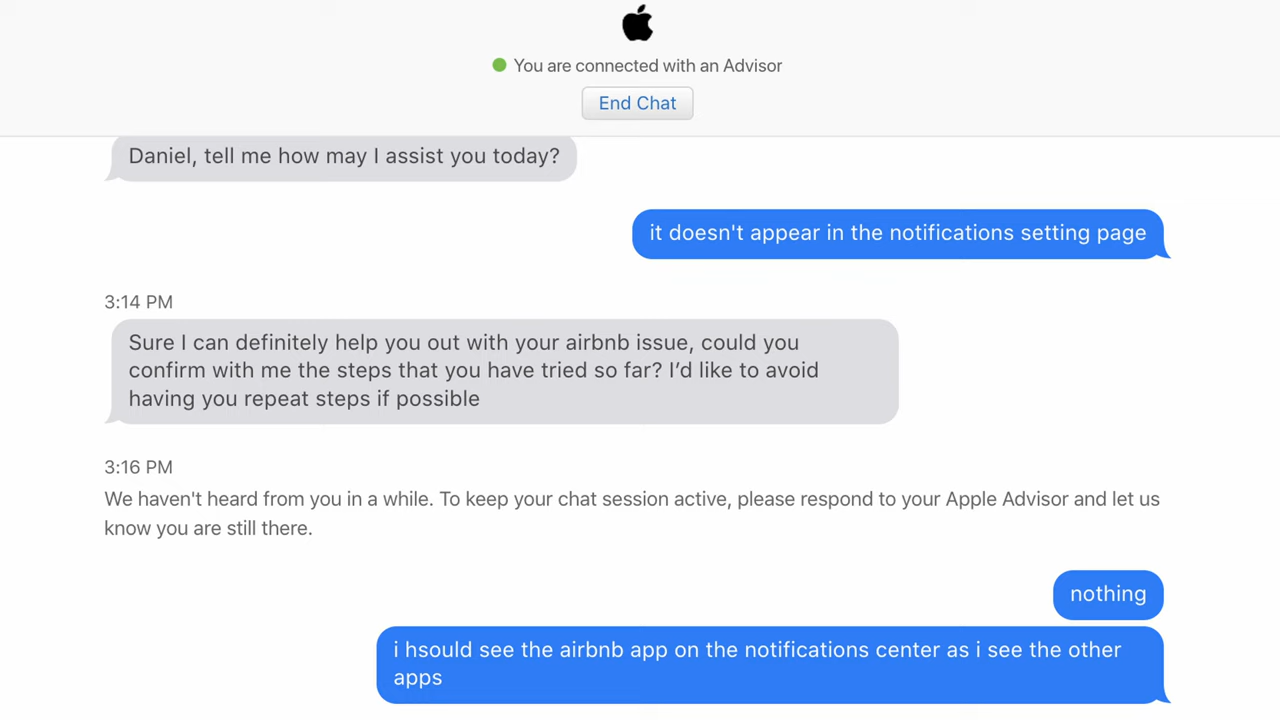 You are connected with an Advisor
End Chat
Daniel, tell me how may I assist you today?
it doesn't appear in the notifications setting page
3:14 PM
Sure I can definitely help you out with your airbnb issue, could you
confirm with me the steps that you have tried so far? I’d like to avoid
having you repeat steps if possible
3:16 PM
We haven't heard from you in a while. To keep your chat session active, please respond to your Apple Advisor and let us
know you are still there.
nothing
i hsould see the airbnb app on the notifications center as i see the other
apps